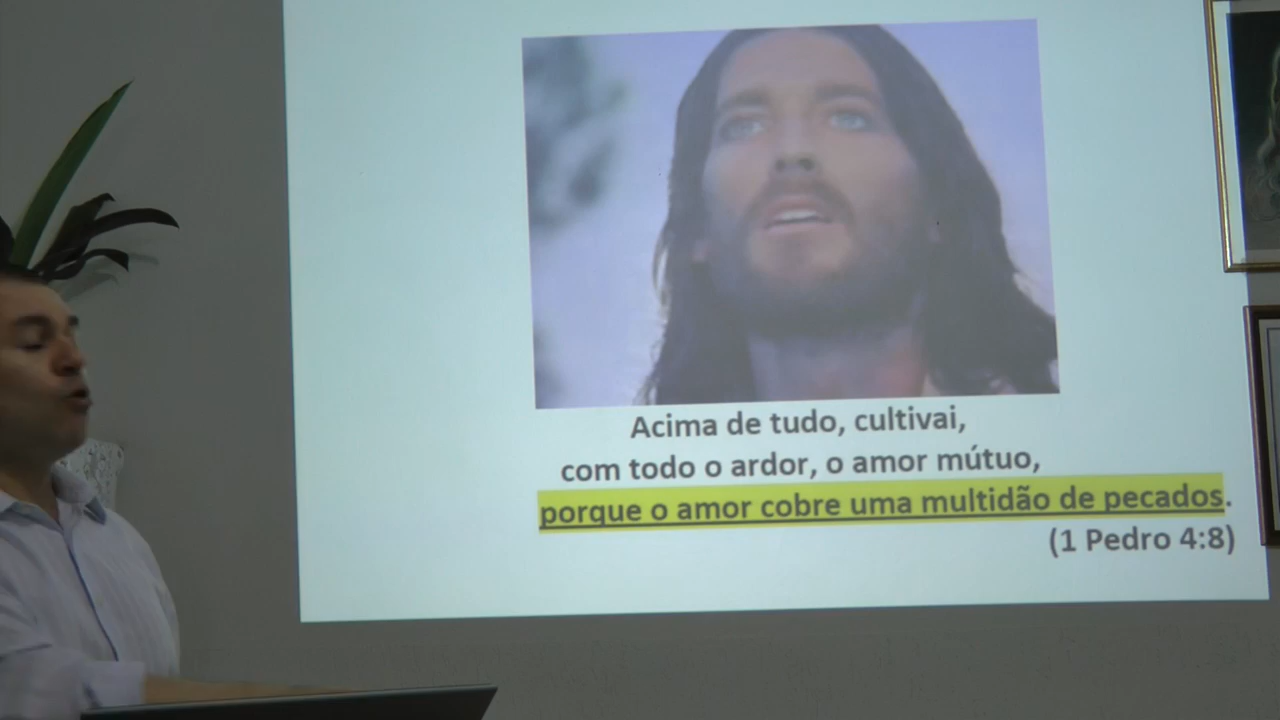 Acima de tudo, cultivai,
com todo o ardor, o amor mútuo,
porque o amor cobre uma multidão de pecados.
(1 Pedro 4:8)